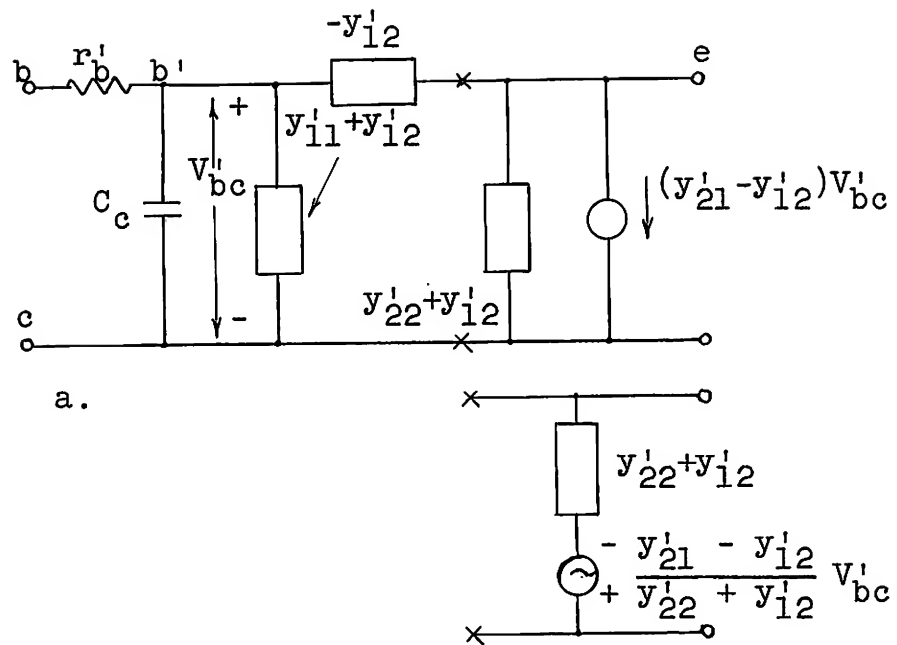 -y'12
e
b
r'b
b'
+
y'11+y'12
V'bc
Cc
(y'21-y'12)V'bc
-
y'22+y'12
c
a.
y'22+y'12
- y'21 - y'12
+ y'22 + y'12 V'bc